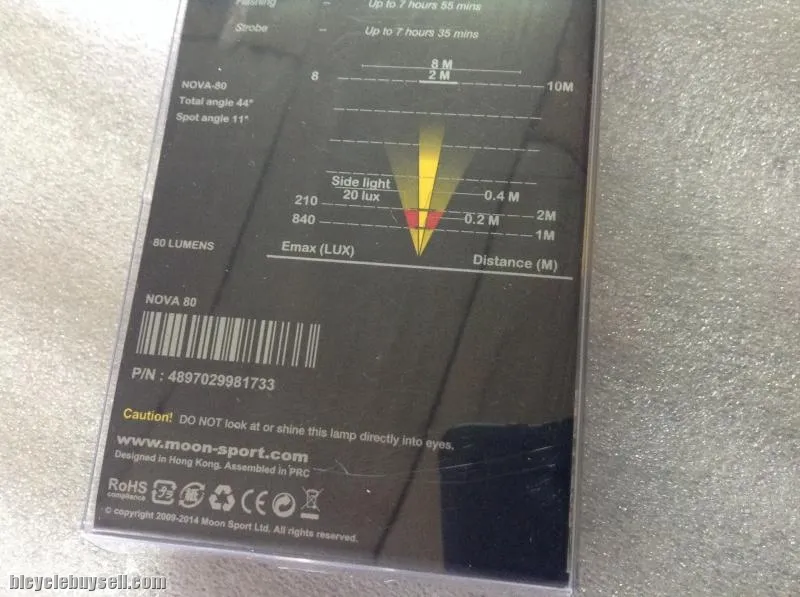 Flashing – Up to 7 hours 55 mins
Strobe – Up to 7 hours 35 mins
8 M
8 2 M 10M
NOVA-80
Total angle 44°
Spot angle 11°
Side light
20 lux 0.4 M
210 2M
840 0.2 M 1M
80 LUMENS
Emax (LUX) Distance (M)
NOVA 80
P/N : 4897029981733
Caution! DO NOT look at or shine this lamp directly into eyes,
www.moon-sport.com
Designed in Hong Kong. Assembled in PRC
RoHS
compliance
CE
© copyright 2009-2014 Moon Sport Ltd. All rights reserved.
bicyclebuysell.com